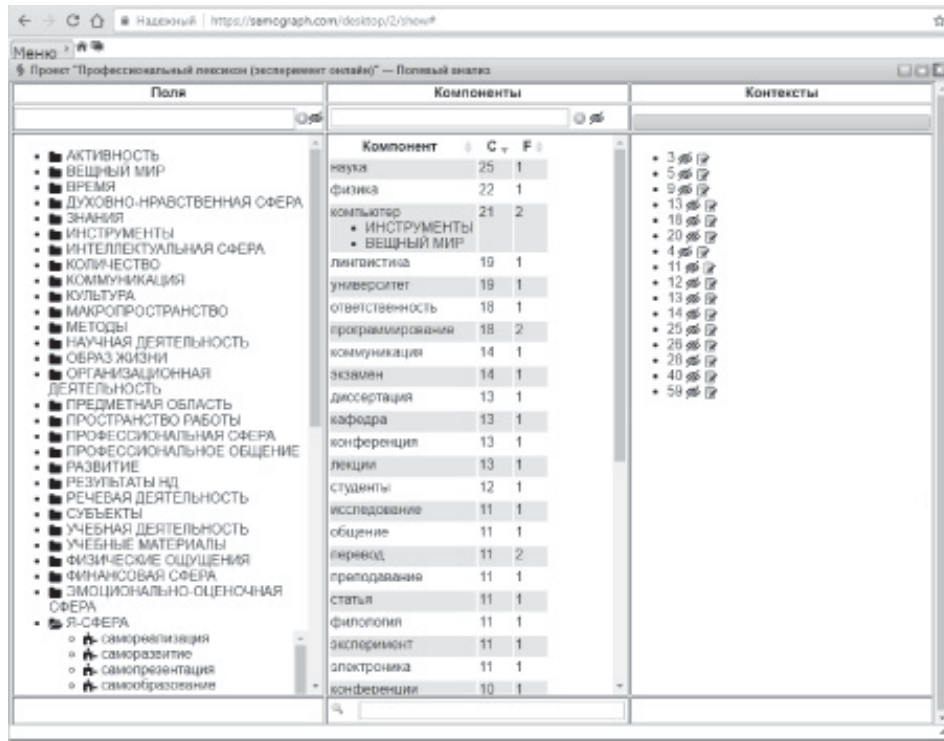 Надежный | https://semograph.com/desktop/2/show#
Меню
Проект "Профессиональный лексикон (эксперимент онлайн)" — Полевый анализ
Поля
АКТИВНОСТЬ
ВЕЩНЫЙ МИР
ВРЕМЯ
ДУХОВНО-НРАВСТВЕННАЯ СФЕРА
ЗНАНИЯ
ИНСТРУМЕНТЫ
ИНТЕЛЛЕКТУАЛЬНАЯ СФЕРА
КОЛИЧЕСТВО
КОММУНИКАЦИЯ
КУЛЬТУРА
МАКРОПРОСТРАНСТВО
МЕТОДЫ
НАУЧНАЯ ДЕЯТЕЛЬНОСТЬ
ОБРАЗ ЖИЗНИ
ОРГАНИЗАЦИОННАЯ
ДЕЯТЕЛЬНОСТЬ
ПРЕДМЕТНАЯ ОБЛАСТЬ
ПРОСТРАНСТВО РАБОТЫ
ПРОФЕССИОНАЛЬНАЯ СФЕРА
ПРОФЕССИОНАЛЬНОЕ ОБЩЕНИЕ
РАЗВИТИЕ
РЕЗУЛЬТАТЫ НД
РЕЧЕВАЯ ДЕЯТЕЛЬНОСТЬ
СУБЪЕКТЫ
УЧЕБНАЯ ДЕЯТЕЛЬНОСТЬ
УЧЕБНЫЕ МАТЕРИАЛЫ
ФИЗИЧЕСКИЕ ОЩУЩЕНИЯ
ФИНАНСОВАЯ СФЕРА
ЭМОЦИОНАЛЬНО-ОЦЕНОЧНАЯ
СФЕРА
Я-СФЕРА
самореализация
саморазвитие
самопрезентация
самообразование
Компоненты
Компонент C F
наука 25 1
физика 22 1
компьютер 21 2
ИНСТРУМЕНТЫ
ВЕЩНЫЙ МИР
лингвистика 19 1
университет 19 1
ответственность 18 1
программирование 18 2
коммуникация 14 1
экзамен 14 1
диссертация 13 1
кафедра 13 1
конференция 13 1
лекции 13 1
студенты 12 1
исследование 11 1
общение 11 1
перевод 11 2
преподавание 11 1
статья 11 1
филология 11 1
эксперимент 11 1
электроника 11 1
конференции 10 1
Контексты
3
5
9
13
18
20
4
11
12
13
14
25
26
28
40
59